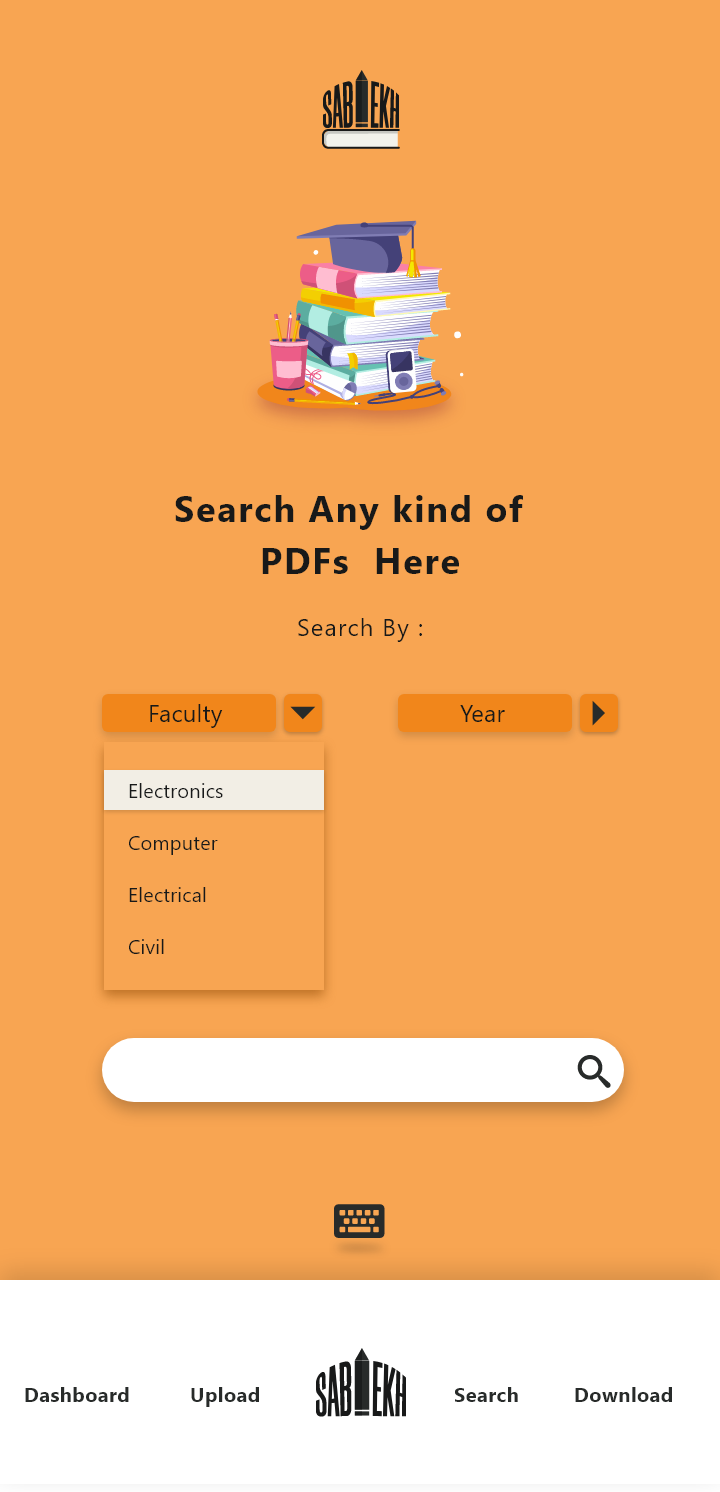 SABLEKH
Search Any kind of
PDFs Here
Search By :
Faculty
Year
Electronics
Computer
Electrical
Civil
Dashboard
Upload
SABLEKH
Search
Download